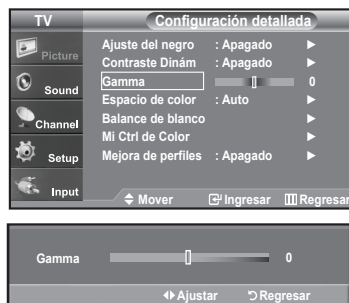 TV Configuración detallada
Picture
Sound
Channel
Setup
Input
Ajuste del negro : Apagado
Contraste Dinám : Apagado
Gamma 0
Espacio de color : Auto
Balance de blanco
Mi Ctrl de Color
Mejora de perfiles : Apagado
Mover Ingresar Regresar
Gamma 0
Ajustar Regresar